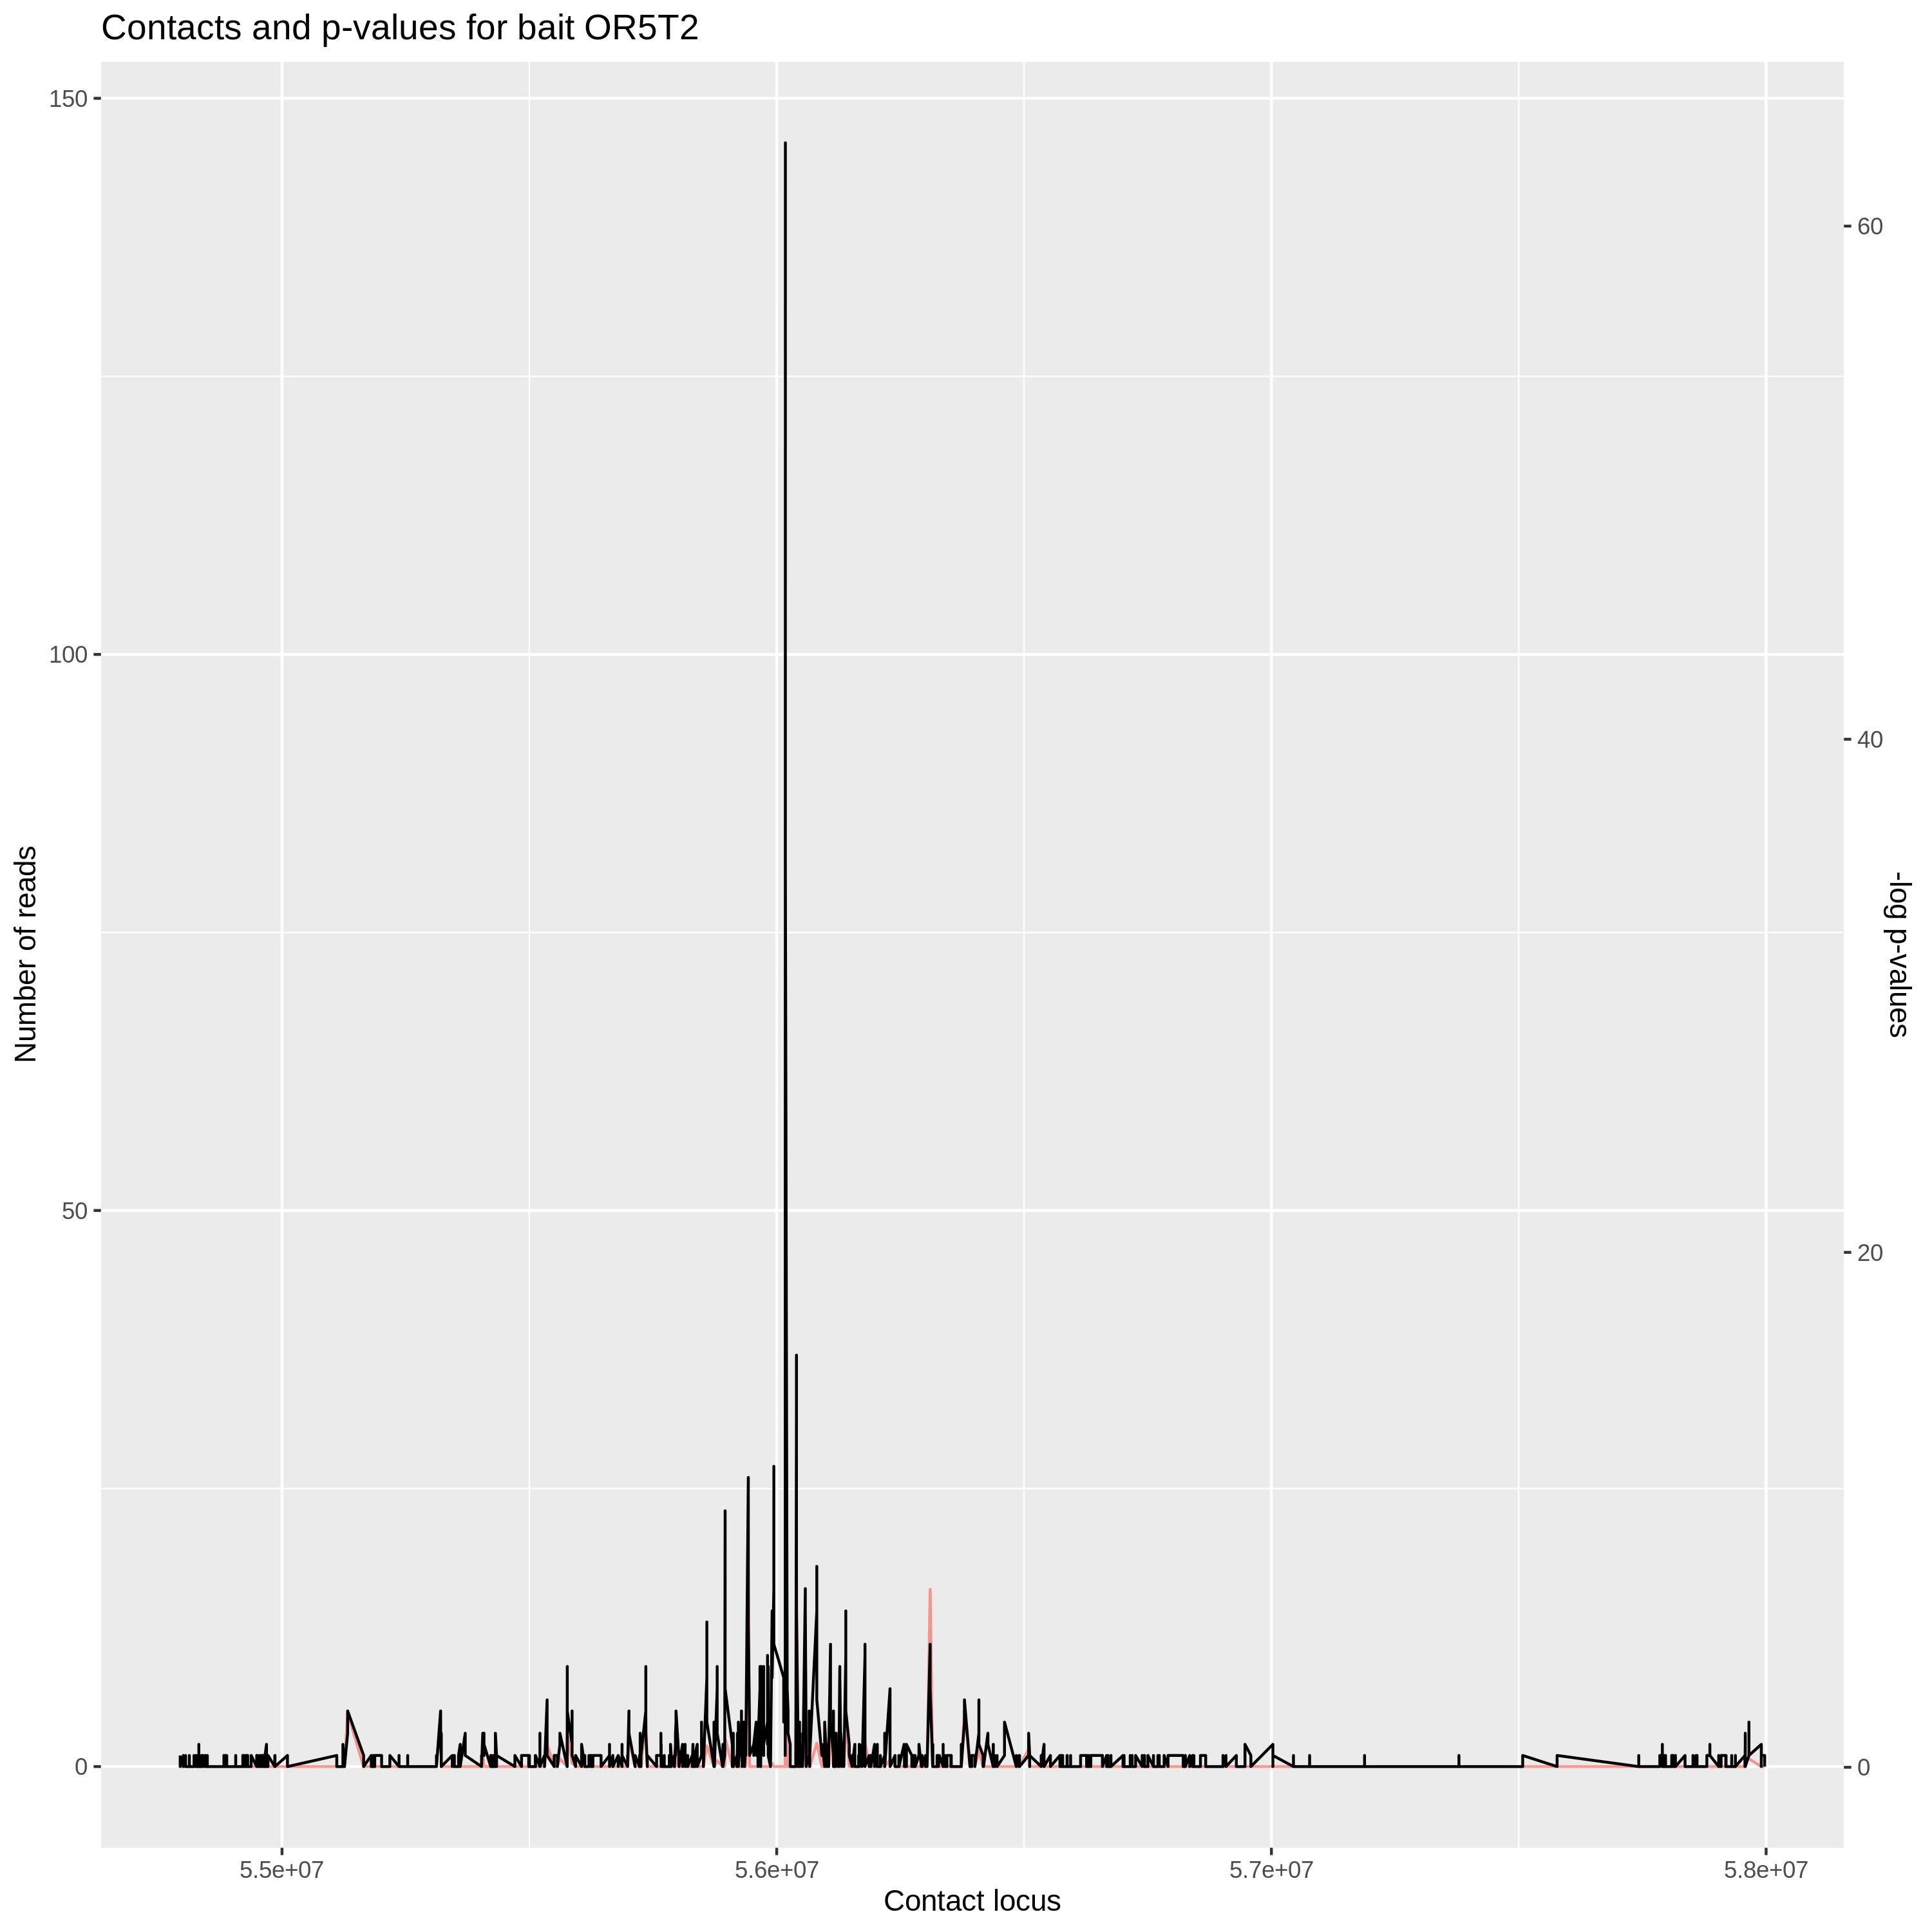 Contacts and p-values for bait OR5T2
150
100
50
0
Number of reads
60
40
20
0
-log p-values
5.5e+07
5.6e+07
5.7e+07
5.8e+07
Contact locus